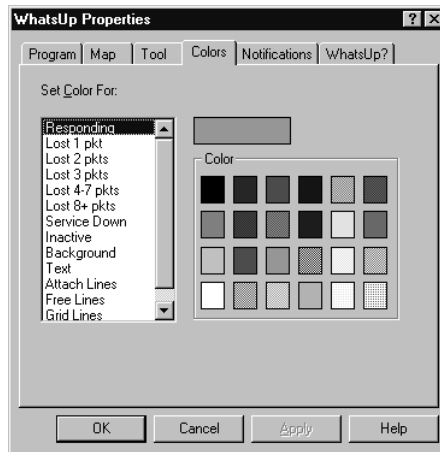 WhatsUp Properties
Program Map Tool Colors Notifications WhatsUp?
Set Color For:
Responding
Lost 1 pkt
Lost 2 pkts
Lost 3 pkts
Lost 4-7 pkts
Lost 8+ pkts
Service Down
Inactive
Background
Text
Attach Lines
Free Lines
Grid Lines
Color
OK Cancel Apply Help